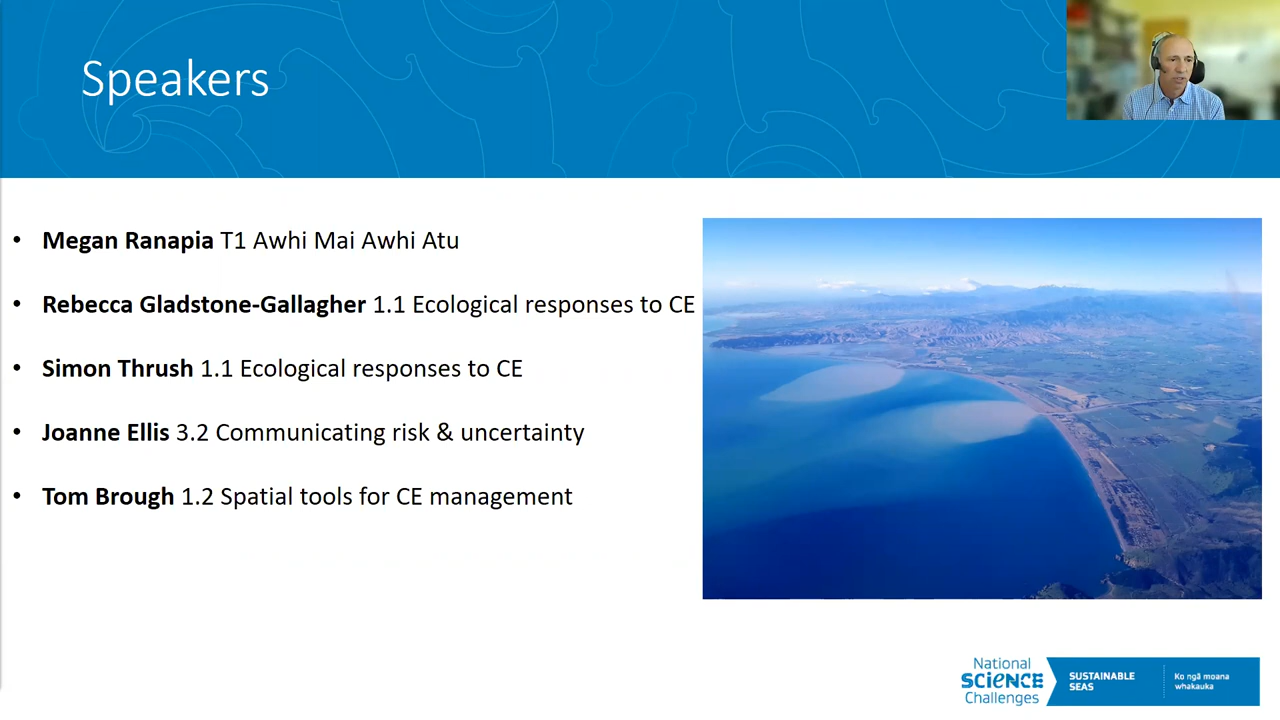 Speakers
• Megan Ranapia T1 Awhi Mai Awhi Atu
• Rebecca Gladstone-Gallagher 1.1 Ecological responses to CE
• Simon Thrush 1.1 Ecological responses to CE
• Joanne Ellis 3.2 Communicating risk & uncertainty
• Tom Brough 1.2 Spatial tools for CE management
National
SCIENCE
Challenges
SUSTAINABLE
SEAS
Ko ngā moana
whakauka